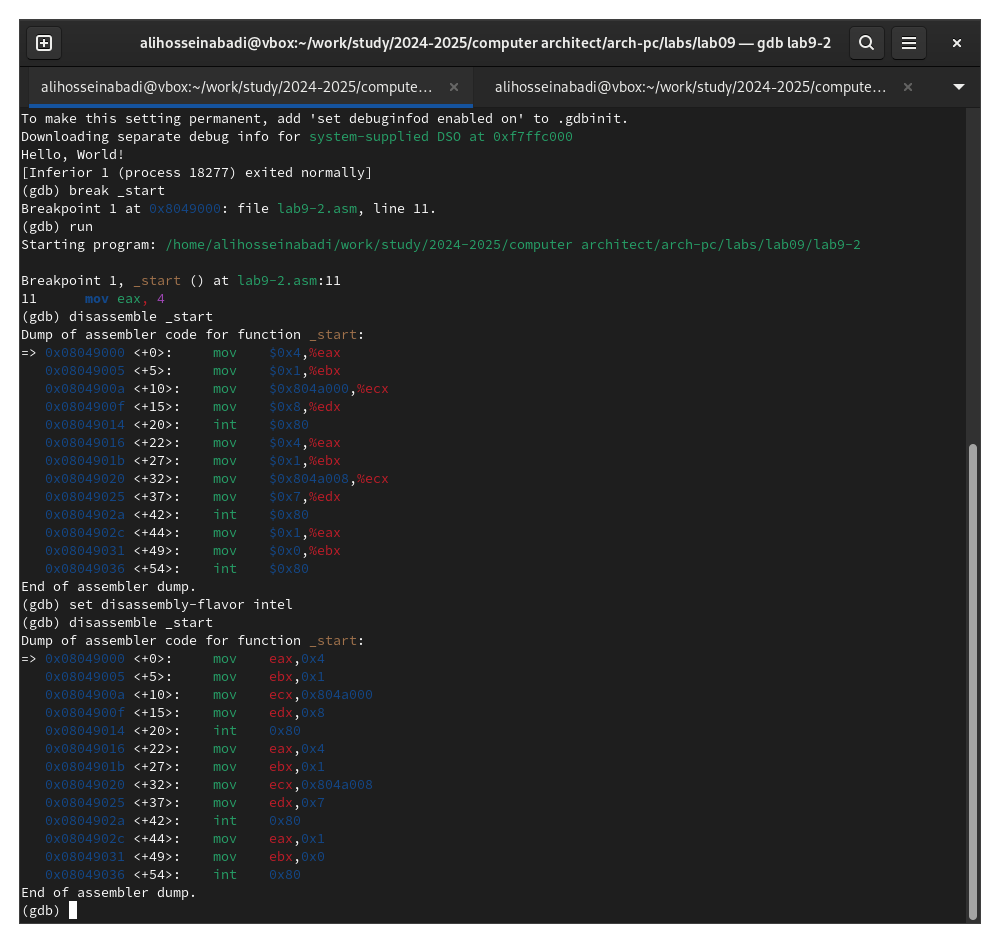 alihosseinabadi@vbox:~/work/study/2024-2025/computer architect/arch-pc/labs/lab09 — gdb lab9-2
alihosseinabadi@vbox:~/work/study/2024-2025/compute… × alihosseinabadi@vbox:~/work/study/2024-2025/compute… ×
To make this setting permanent, add 'set debuginfod enabled on' to .gdbinit.
Downloading separate debug info for system-supplied DSO at 0xf7ffc000
Hello, World!
[Inferior 1 (process 18277) exited normally]
(gdb) break _start
Breakpoint 1 at 0x8049000: file lab9-2.asm, line 11.
(gdb) run
Starting program: /home/alihosseinabadi/work/study/2024-2025/computer architect/arch-pc/labs/lab09/lab9-2
Breakpoint 1, _start () at lab9-2.asm:11
11      mov eax, 4
(gdb) disassemble _start
Dump of assembler code for function _start:
=> 0x08049000 <+0>:     mov    $0x4,%eax
   0x08049005 <+5>:     mov    $0x1,%ebx
   0x0804900a <+10>:    mov    $0x804a000,%ecx
   0x0804900f <+15>:    mov    $0x8,%edx
   0x08049014 <+20>:    int    $0x80
   0x08049016 <+22>:    mov    $0x4,%eax
   0x0804901b <+27>:    mov    $0x1,%ebx
   0x08049020 <+32>:    mov    $0x804a008,%ecx
   0x08049025 <+37>:    mov    $0x7,%edx
   0x0804902a <+42>:    int    $0x80
   0x0804902c <+44>:    mov    $0x1,%eax
   0x08049031 <+49>:    mov    $0x0,%ebx
   0x08049036 <+54>:    int    $0x80
End of assembler dump.
(gdb) set disassembly-flavor intel
(gdb) disassemble _start
Dump of assembler code for function _start:
=> 0x08049000 <+0>:     mov    eax,0x4
   0x08049005 <+5>:     mov    ebx,0x1
   0x0804900a <+10>:    mov    ecx,0x804a000
   0x0804900f <+15>:    mov    edx,0x8
   0x08049014 <+20>:    int    0x80
   0x08049016 <+22>:    mov    eax,0x4
   0x0804901b <+27>:    mov    ebx,0x1
   0x08049020 <+32>:    mov    ecx,0x804a008
   0x08049025 <+37>:    mov    edx,0x7
   0x0804902a <+42>:    int    0x80
   0x0804902c <+44>:    mov    eax,0x1
   0x08049031 <+49>:    mov    ebx,0x0
   0x08049036 <+54>:    int    0x80
End of assembler dump.
(gdb)